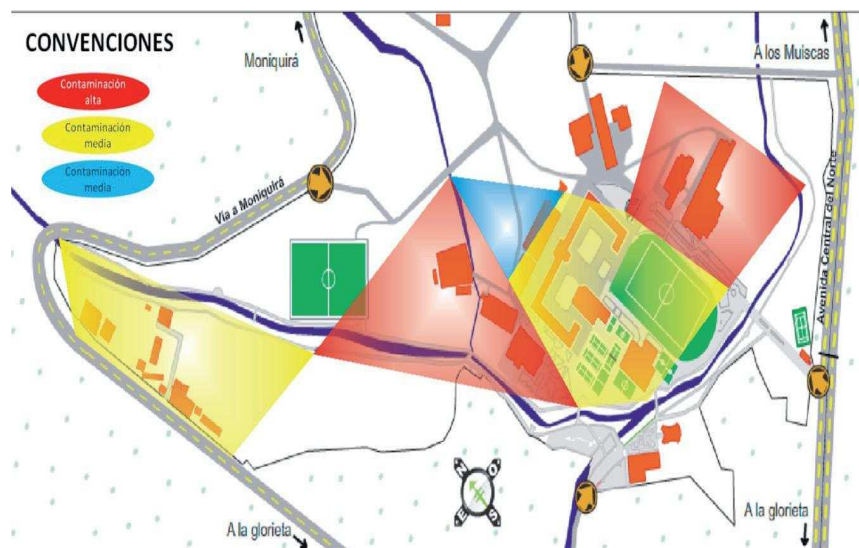 CONVENCIONES
Contaminación
alta
Contaminación
media
Contaminación
media
Moniquirá
Vía a Moniquirá
A los Muiscas
Avenida Central del Norte
A la glorieta
A la glorieta